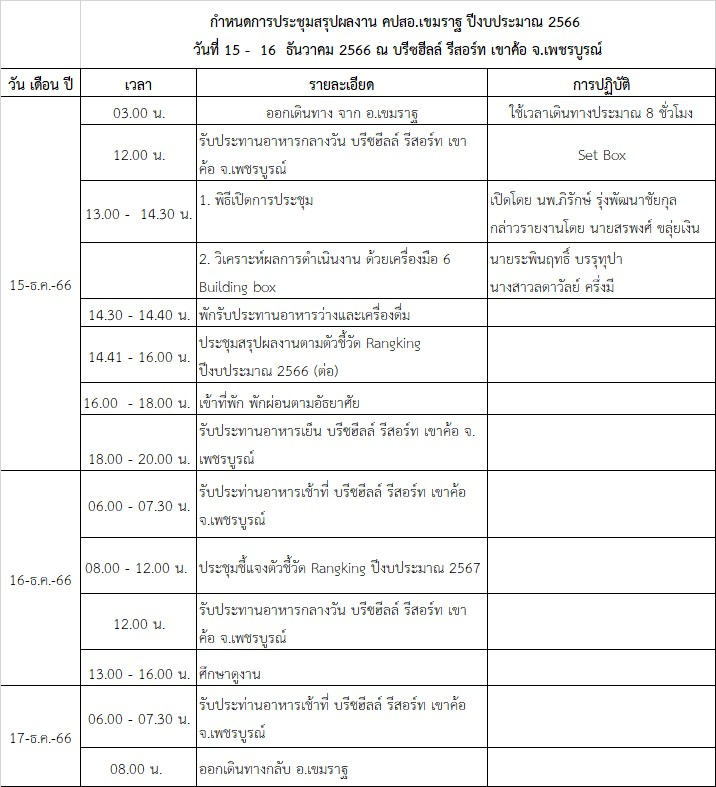 กำหนดการประชุมสรุปผลงาน คปสอ.เขมราฐ ปีงบประมาณ 2566
วันที่ 15 - 16 ธันวาคม 2566 ณ บรีซฮีลล์ รีสอร์ท เขาค้อ จ.เพชรบูรณ์
วัน เดือน ปี เวลา รายละเอียด การปฏิบัติ
15-ธ.ค.-66
03.00 น. ออกเดินทาง จาก อ.เขมราฐ ใช้เวลาเดินทางประมาณ 8 ชั่วโมง
12.00 น. รับประทานอาหารกลางวัน บรีซฮีลล์ รีสอร์ท เขา
ค้อ จ.เพชรบูรณ์
Set Box
13.00 - 14.30 น. 1. พิธีเปิดการประชุม เปิดโดย นพ.ภิรักษ์ รุ่งพัฒนาชัยกุล
กล่าวรายงานโดย นายสรพงศ์ ขลุ่ยเงิน
2. วิเคราะห์ผลการดำเนินงาน ด้วยเครื่องมือ 6 นายระพินฤทธิ์ บรรทุปา
Building box นางสาวลดาวัลย์ ครึ่งมี
14.30 - 14.40 น. พักรับประทานอาหารว่างและเครื่องดื่ม
14.41 - 16.00 น. ประชุมสรุปผลงานตามตัวชี้วัด Rangking
ปีงบประมาณ 2566 (ต่อ)
16.00 - 18.00 น. เข้าที่พัก พักผ่อนตามอัธยาศัย
18.00 - 20.00 น. รับประทานอาหารเย็น บรีซฮีลล์ รีสอร์ท เขาค้อ จ.
เพชรบูรณ์
16-ธ.ค.-66
06.00 - 07.30 น. รับประท่านอาหารเช้าที่ บรีซฮีลล์ รีสอร์ท เขาค้อ
จ.เพชรบูรณ์
08.00 - 12.00 น. ประชุมชี้แจงตัวชี้วัด Rangking ปีงบประมาณ 2567
12.00 น. รับประทานอาหารกลางวัน บรีซฮีลล์ รีสอร์ท เขา
ค้อ จ.เพชรบูรณ์
13.00 - 16.00 น. ศึกษาดูงาน
17-ธ.ค.-66
06.00 - 07.30 น. รับประท่านอาหารเช้าที่ บรีซฮีลล์ รีสอร์ท เขาค้อ
จ.เพชรบูรณ์
08.00 น. ออกเดินทางกลับ อ.เขมราฐ